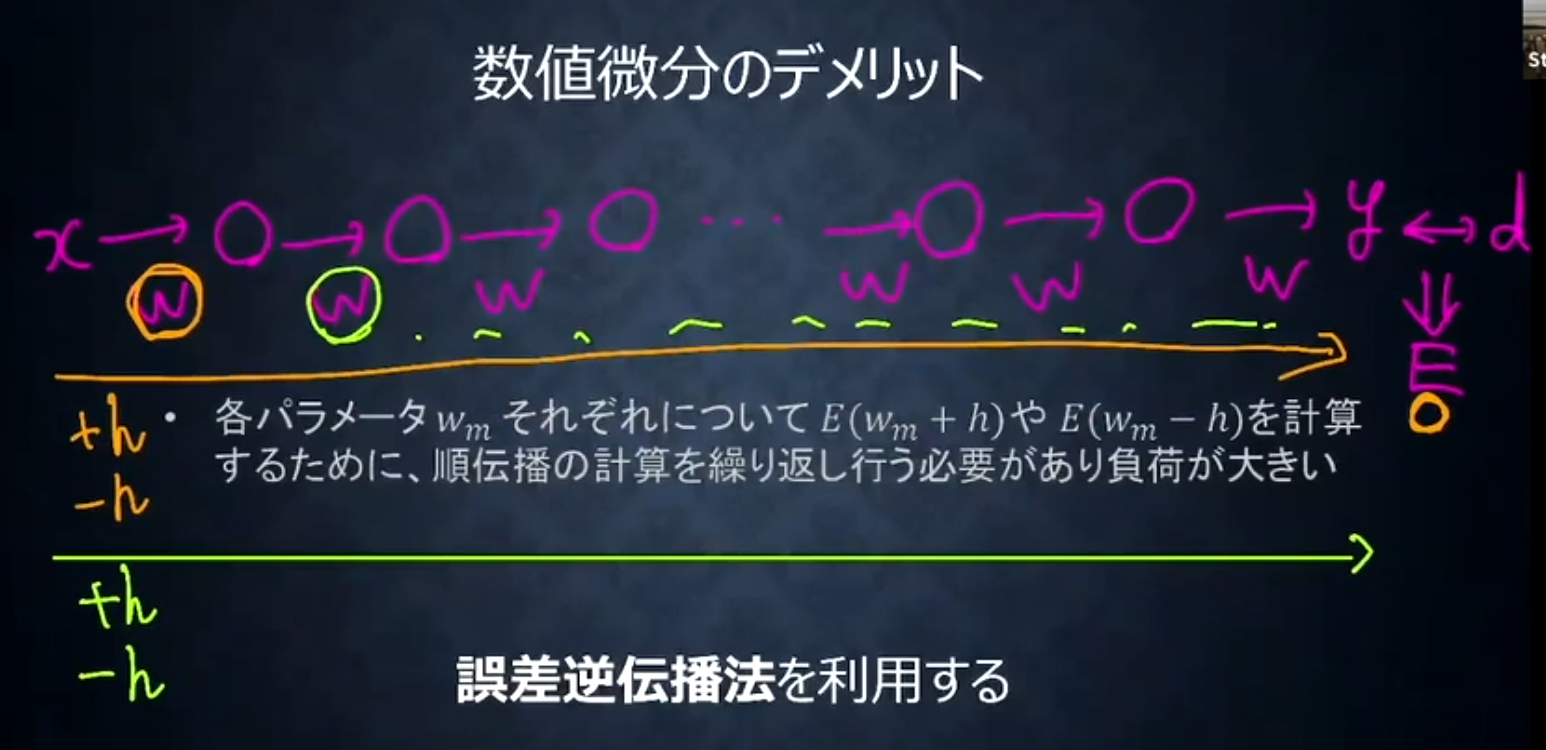 St
数値微分のデメリット
x → ○ → ○ → ○ ・・・ → ○ → ○ → y ↔ d
w w w w w w
⇓
E
+h
-h
• 各パラメータ w_m それぞれについて E(w_m + h)や E(w_m − h)を計算
するために、順伝播の計算を繰り返し行う必要があり負荷が大きい
+h
-h
誤差逆伝播法を利用する